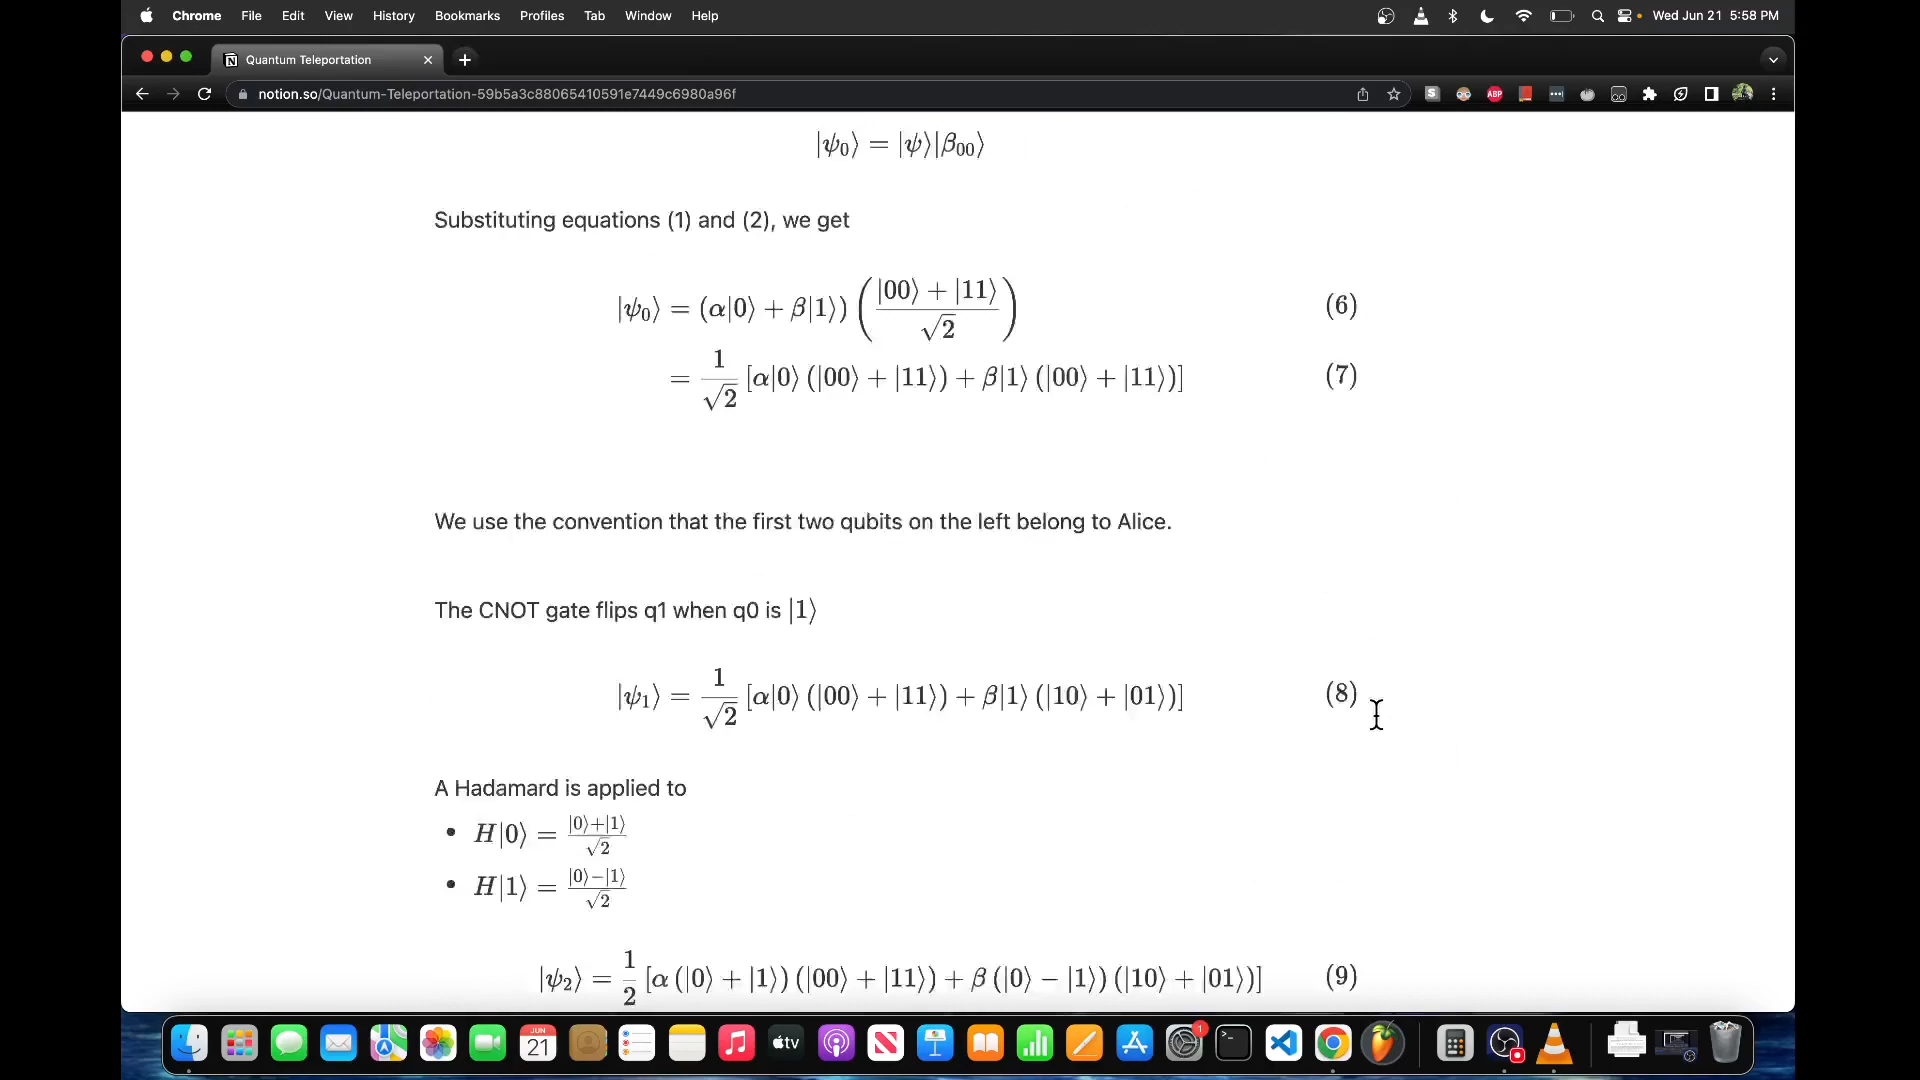 Chrome File Edit View History Bookmarks Profiles Tab Window Help Wed Jun 21 5:58 PM
Quantum Teleportation
notion.so/Quantum-Teleportation-59b5a3c88065410591e7449c6980a96f
|ψ₀⟩ = |ψ⟩|β₀₀⟩
Substituting equations (1) and (2), we get
|ψ₀⟩ = (α|0⟩ + β|1⟩) ( (|00⟩ + |11⟩) / √2 ) (6)
= 1/√2 [α|0⟩ (|00⟩ + |11⟩) + β|1⟩ (|00⟩ + |11⟩)] (7)
We use the convention that the first two qubits on the left belong to Alice.
The CNOT gate flips q1 when q0 is |1⟩
|ψ₁⟩ = 1/√2 [α|0⟩ (|00⟩ + |11⟩) + β|1⟩ (|10⟩ + |01⟩)] (8)
A Hadamard is applied to
• H|0⟩ = (|0⟩+|1⟩)/√2
• H|1⟩ = (|0⟩−|1⟩)/√2
|ψ₂⟩ = 1/2 [α (|0⟩ + |1⟩) (|00⟩ + |11⟩) + β (|0⟩ − |1⟩) (|10⟩ + |01⟩)] (9)
JUN
21
tv
1
ABP